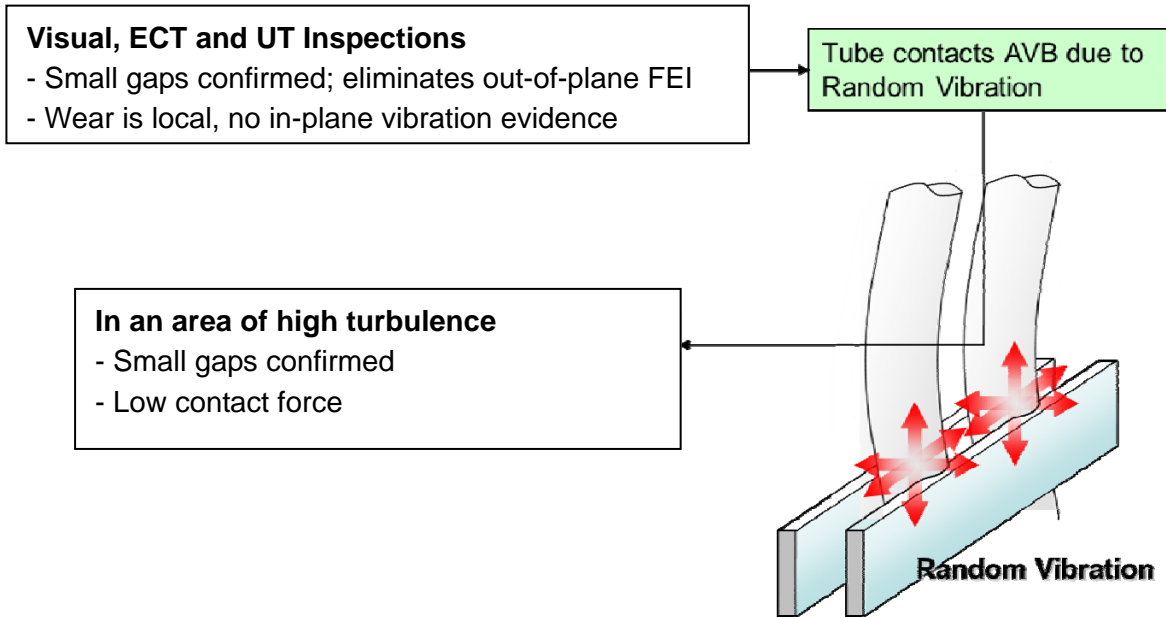 Visual, ECT and UT Inspections
- Small gaps confirmed; eliminates out-of-plane FEI
- Wear is local, no in-plane vibration evidence
Tube contacts AVB due to
Random Vibration
In an area of high turbulence
- Small gaps confirmed
- Low contact force
Random Vibration